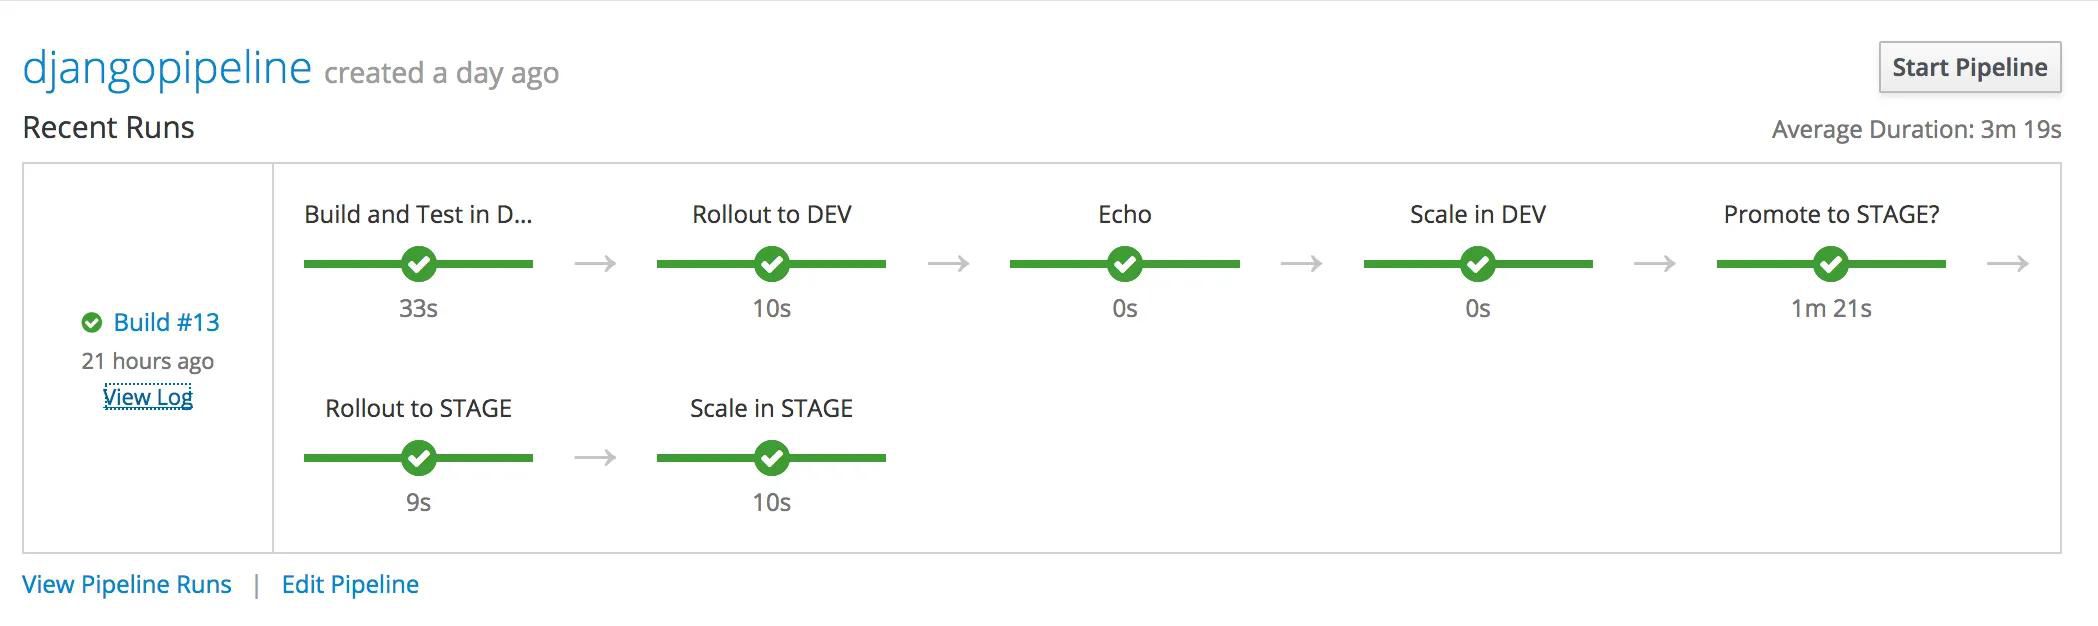 djangopipeline created a day ago
Start Pipeline
Recent Runs
Average Duration: 3m 19s
Build #13
21 hours ago
View Log
Build and Test in D...
33s
Rollout to DEV
10s
Echo
0s
Scale in DEV
0s
Promote to STAGE?
1m 21s
Rollout to STAGE
9s
Scale in STAGE
10s
View Pipeline Runs | Edit Pipeline